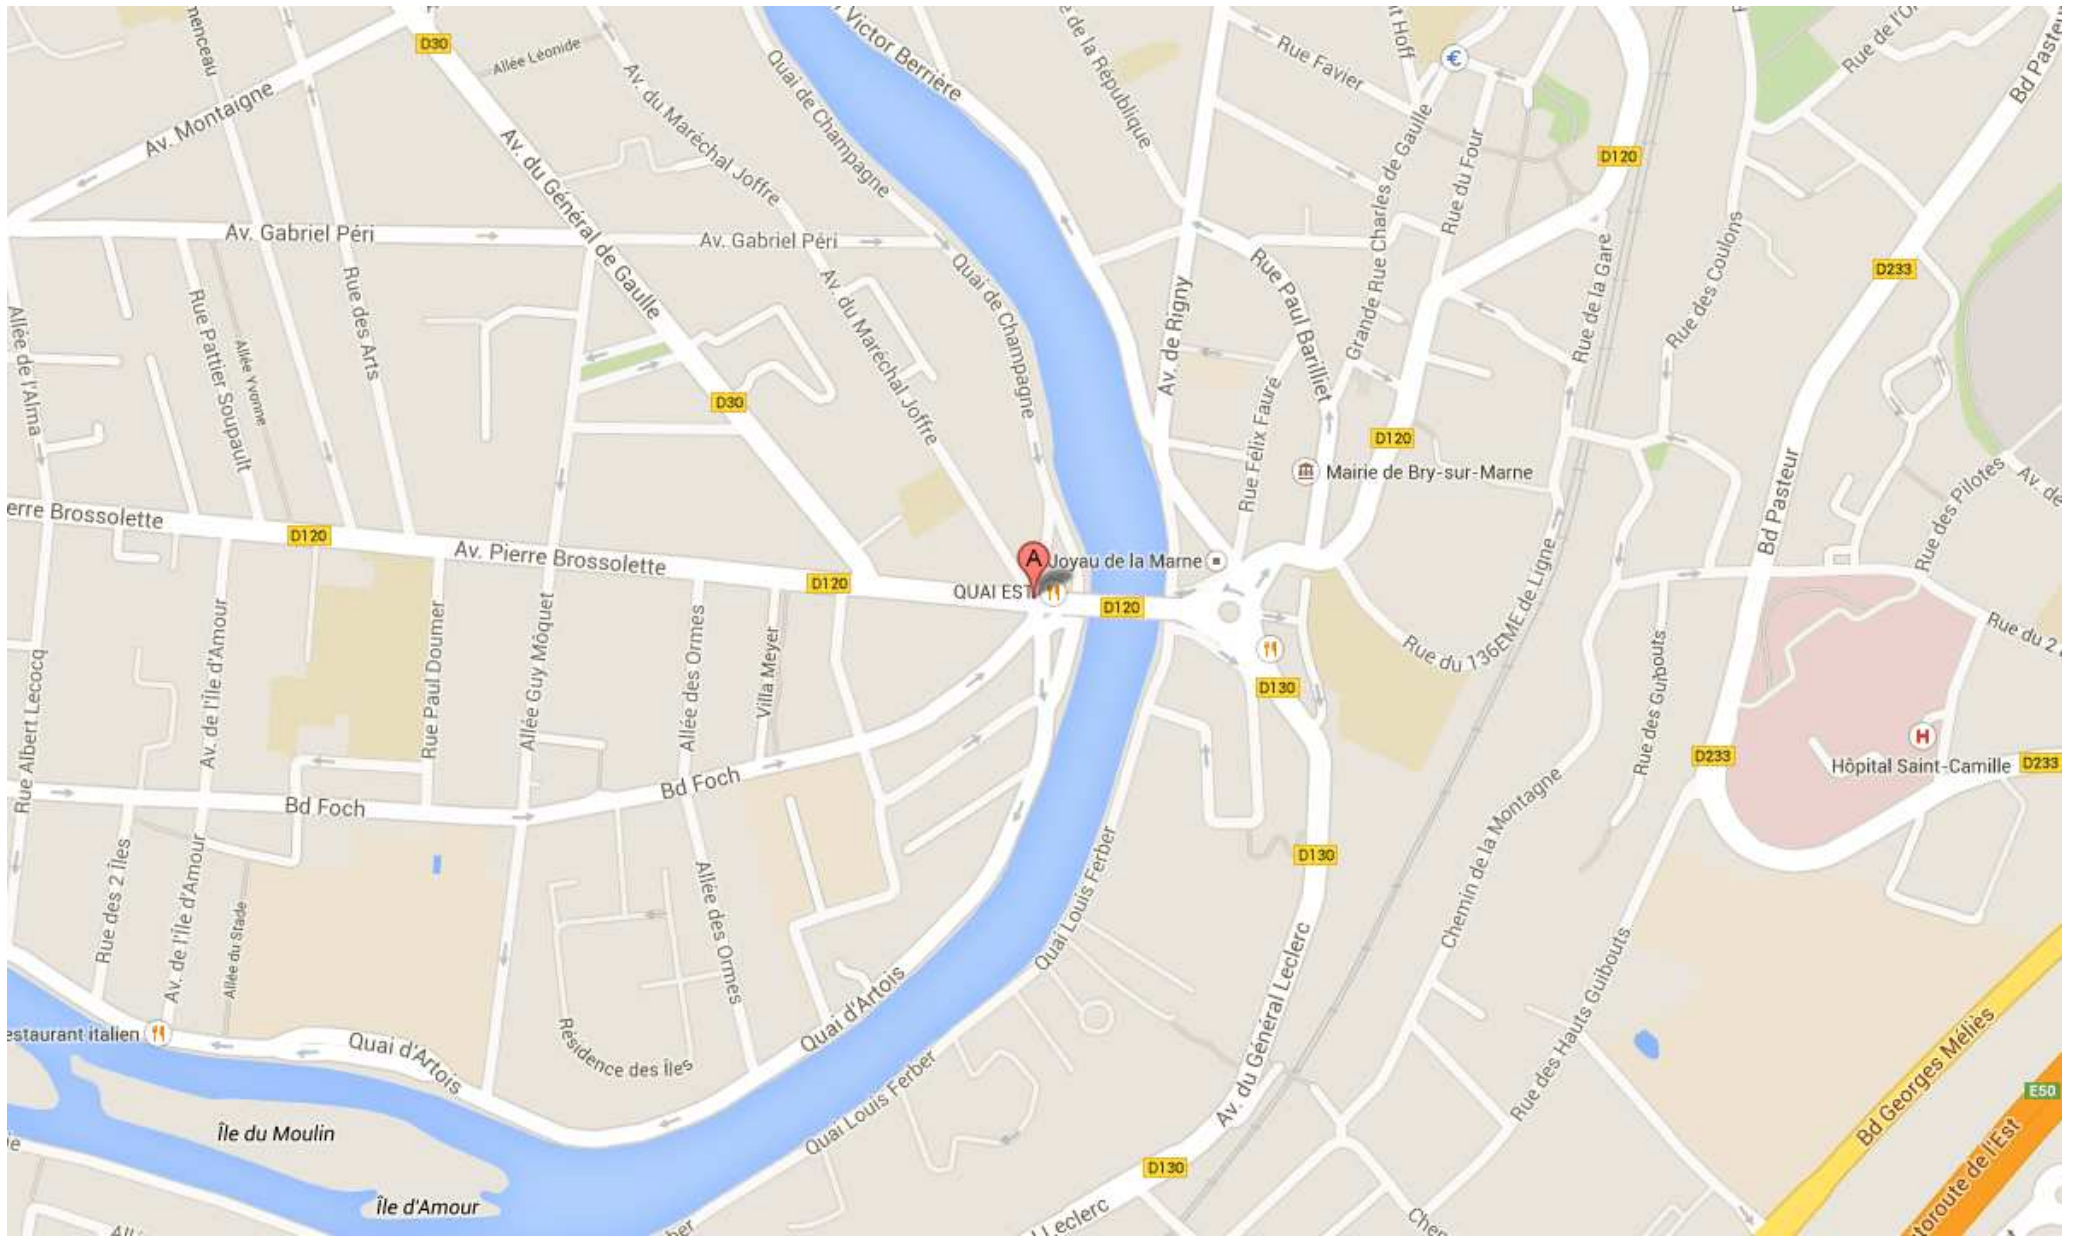 D30
Allée Léonide
Victor Berrière
Rue Favier
Bd Pasteur
Av. Montaigne
Av. du Maréchal Joffre
Quai de Champagne
de la République
Grande Rue Charles de Gaulle
Rue du Four
D120
Av. du Général de Gaulle
Av. Gabriel Péri
Av. Gabriel Péri
Rue Paul Barilliet
Rue de la Gare
Rue des Coulons
D233
Allée de l'Alma
Rue Pattier Soupault
Allée Yvonne
Rue des Arts
Av. du Maréchal Joffre
Quai de Champagne
Av. de Rigny
Rue Félix Fauré
D30
D120
Mairie de Bry-sur-Marne
Bd Pasteur
Rue des Pilotes
Av. de
erre Brossolette
D120
Av. Pierre Brossolette
D120
A
Joyau de la Marne
QUAI EST
D120
Rue du 136EME de Ligne
Rue du 2
Rue Albert Lecocq
Av. de l'Île d'Amour
Rue Paul Doumer
Allée Guy Môquet
Allée des Ormes
Villa Meyer
D130
Rue des Guibouts
D233
H
Hôpital Saint-Camille
D233
Bd Foch
Bd Foch
Rue des 2 Îles
Av. de l'Île d'Amour
Allée du Stade
Allée des Ormes
Quai Louis Ferber
D130
Chemin de la Montagne
Rue des Hauts Guibouts
Av. du Général Leclerc
estaurant italien
Quai d'Artois
Résidence des Îles
Quai d'Artois
Quai Louis Ferber
Bd Georges Méliès
E50
Île du Moulin
Île d'Amour
D130
Leclerc
toroute de l'Est